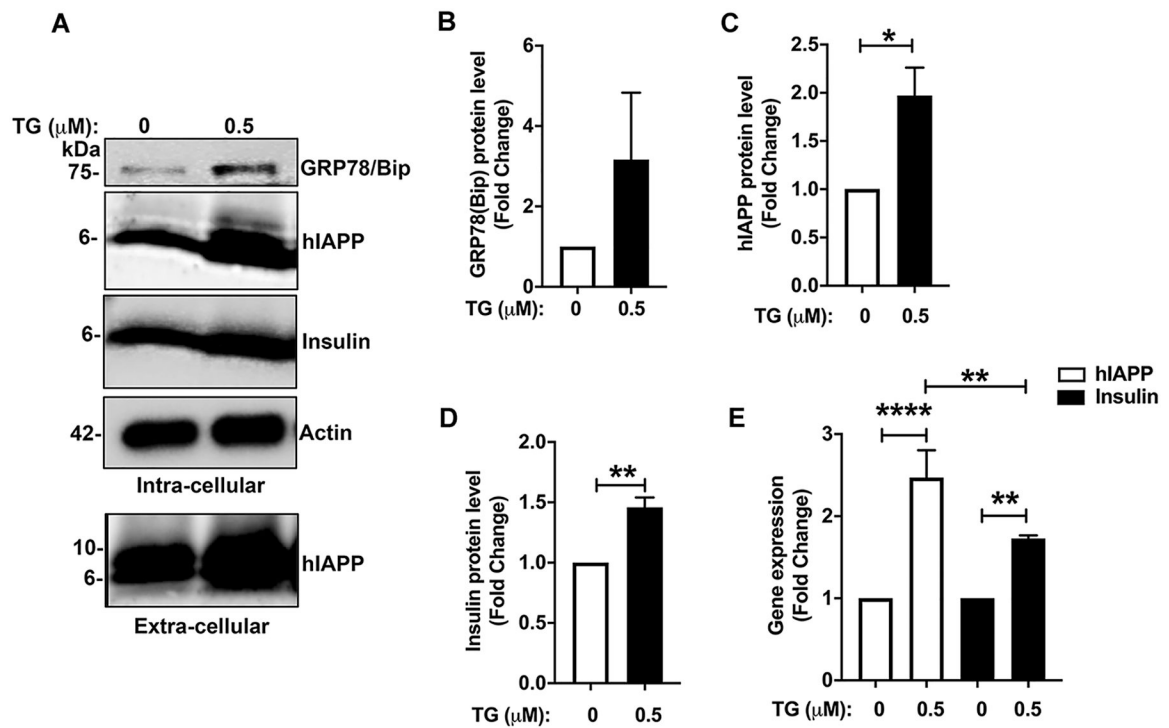 A
TG (μM): 0 0.5
kDa
75- GRP78/Bip
6- hIAPP
6- Insulin
42- Actin
Intra-cellular
10-
6- hIAPP
Extra-cellular
B
GRP78(Bip) protein level
(Fold Change)
6
4
2
0
TG (μM): 0 0.5
C
hIAPP protein level
(Fold Change)
2.5
2.0
1.5
1.0
0.5
0.0
*
TG (μM): 0 0.5
D
Insulin protein level
(Fold Change)
2.0
1.5
1.0
0.5
0.0
**
TG (μM): 0 0.5
E
hIAPP
Insulin
Gene expression
(Fold Change)
3
2
1
0
**
****
**
TG (μM): 0 0.5 0 0.5